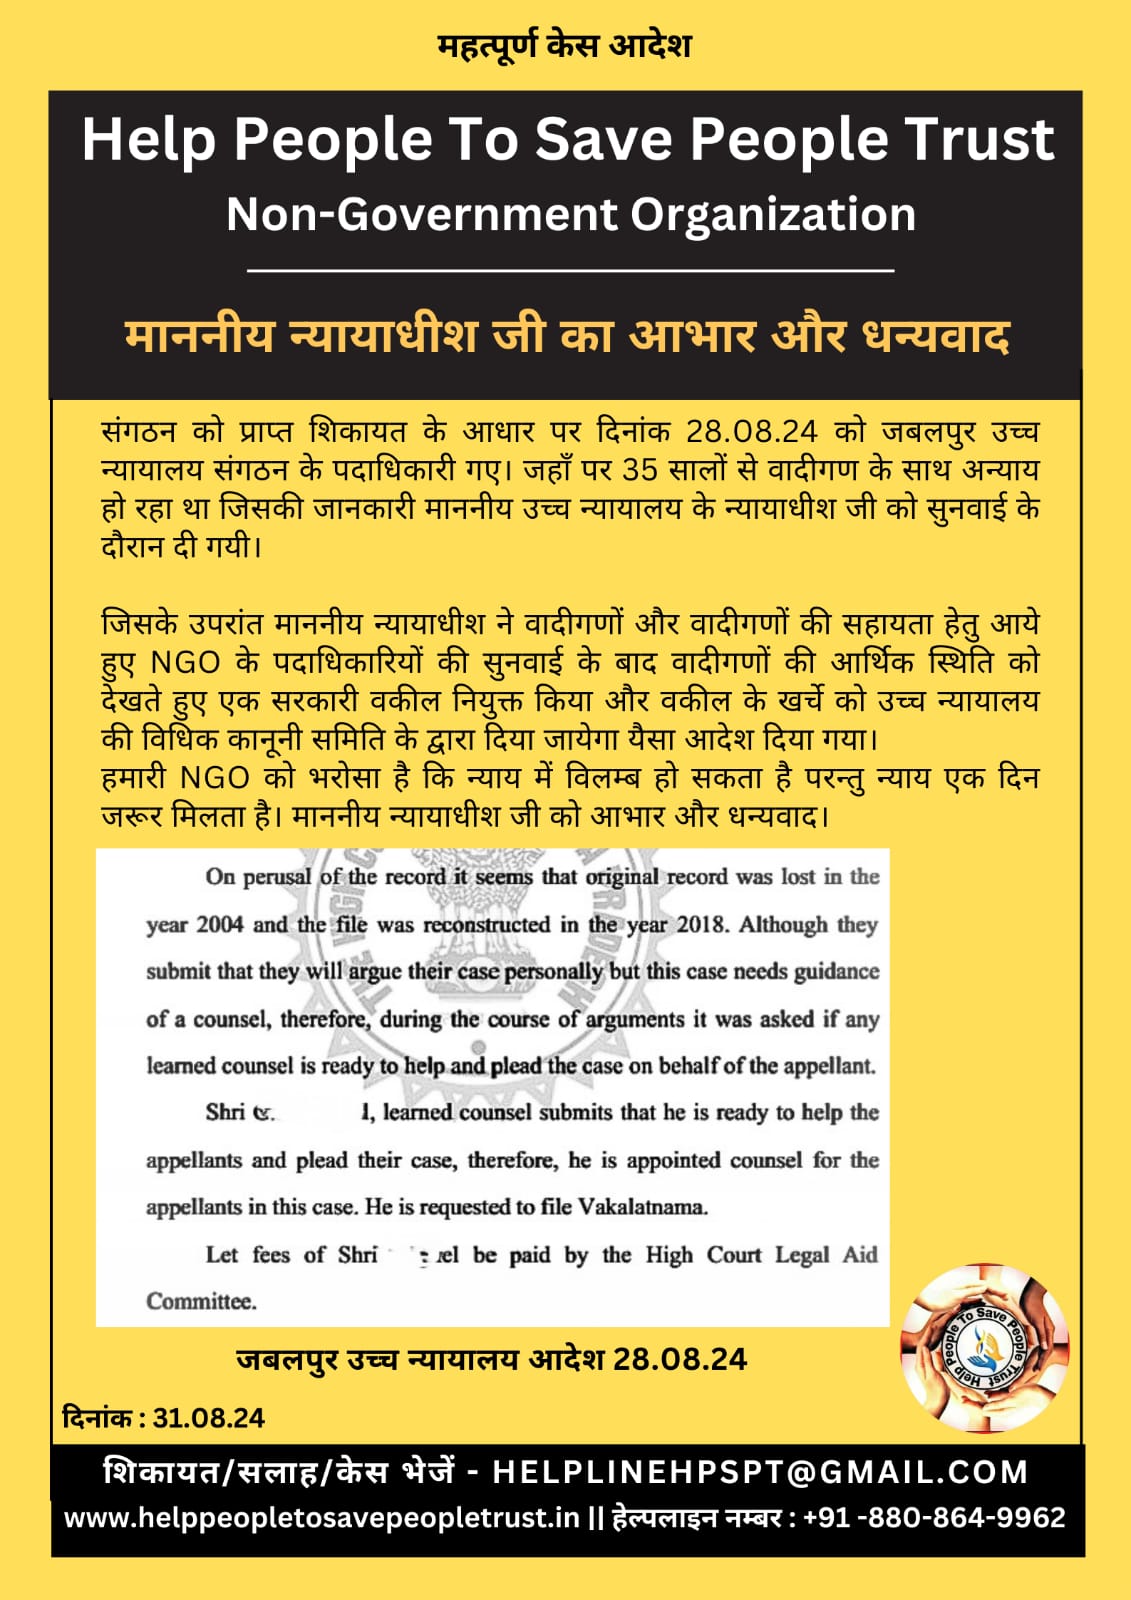 महत्पूर्ण केस आदेश
Help People To Save People Trust
Non-Government Organization
माननीय न्यायाधीश जी का आभार और धन्यवाद
संगठन को प्राप्त शिकायत के आधार पर दिनांक 28.08.24 को जबलपुर उच्च
न्यायालय संगठन के पदाधिकारी गए। जहाँ पर 35 सालों से वादीगण के साथ अन्याय
हो रहा था जिसकी जानकारी माननीय उच्च न्यायालय के न्यायाधीश जी को सुनवाई के
दौरान दी गयी।
जिसके उपरांत माननीय न्यायाधीश ने वादीगणों और वादीगणों की सहायता हेतु आये
हुए NGO के पदाधिकारियों की सुनवाई के बाद वादीगणों की आर्थिक स्थिति को
देखते हुए एक सरकारी वकील नियुक्त किया और वकील के खर्चे को उच्च न्यायालय
की विधिक कानूनी समिति के द्वारा दिया जायेगा यैसा आदेश दिया गया।
हमारी NGO को भरोसा है कि न्याय में विलम्ब हो सकता है परन्तु न्याय एक दिन
जरूर मिलता है। माननीय न्यायाधीश जी को आभार और धन्यवाद।
On perusal of the record it seems that original record was lost in the
year 2004 and the file was reconstructed in the year 2018. Although they
submit that they will argue their case personally but this case needs guidance
of a counsel, therefore, during the course of arguments it was asked if any
learned counsel is ready to help and plead the case on behalf of the appellant.
Shri learned counsel submits that he is ready to help the
appellants and plead their case, therefore, he is appointed counsel for the
appellants in this case. He is requested to file Vakalatnama.
Let fees of Shri be paid by the High Court Legal Aid
Committee.
Help People To Save People Trust
जबलपुर उच्च न्यायालय आदेश 28.08.24
दिनांक : 31.08.24
शिकायत/सलाह/केस भेजें - HELPLINEHPSPT@GMAIL.COM
www.helppeopletosavepeopletrust.in || हेल्पलाइन नम्बर : +91 -880-864-9962